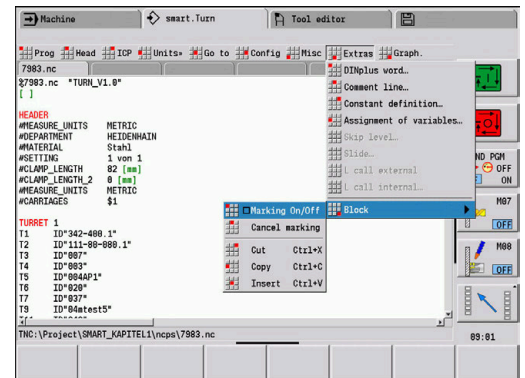 Machine
smart.Turn
Tool editor
Prog Head ICP Units» Go to Config Misc Extras Graph.
7983.nc
%7983.nc "TURN_V1.0"
[ ]
HEADER
#MEASURE_UNITS METRIC
#DEPARTMENT HEIDENHAIN
#MATERIAL Stahl
#SETTING 1 von 1
#CLAMP_LENGTH 82 [mm]
#CLAMP_LENGTH_2 0 [mm]
#MEASURE_UNITS METRIC
#CARRIAGES $1
TURRET 1
T1 ID"342-400.1"
T2 ID"111-80-080.1"
T3 ID"007"
T4 ID"003"
T5 ID"004AP1"
T6 ID"020"
T7 ID"037"
T9 ID"04mtest5"
TNC:\Project\SMART_KAPITEL1\ncps\7983.nc
DINplus word…
Comment line…
Constant definition…
Assignment of variables…
Skip level…
Slide…
L call external
L call internal…
Block
Marking On/Off
Cancel marking
Cut Ctrl+X
Copy Ctrl+C
Insert Ctrl+V
ND PGM
OFF
ON
M07
OFF
M08
OFF
09:01